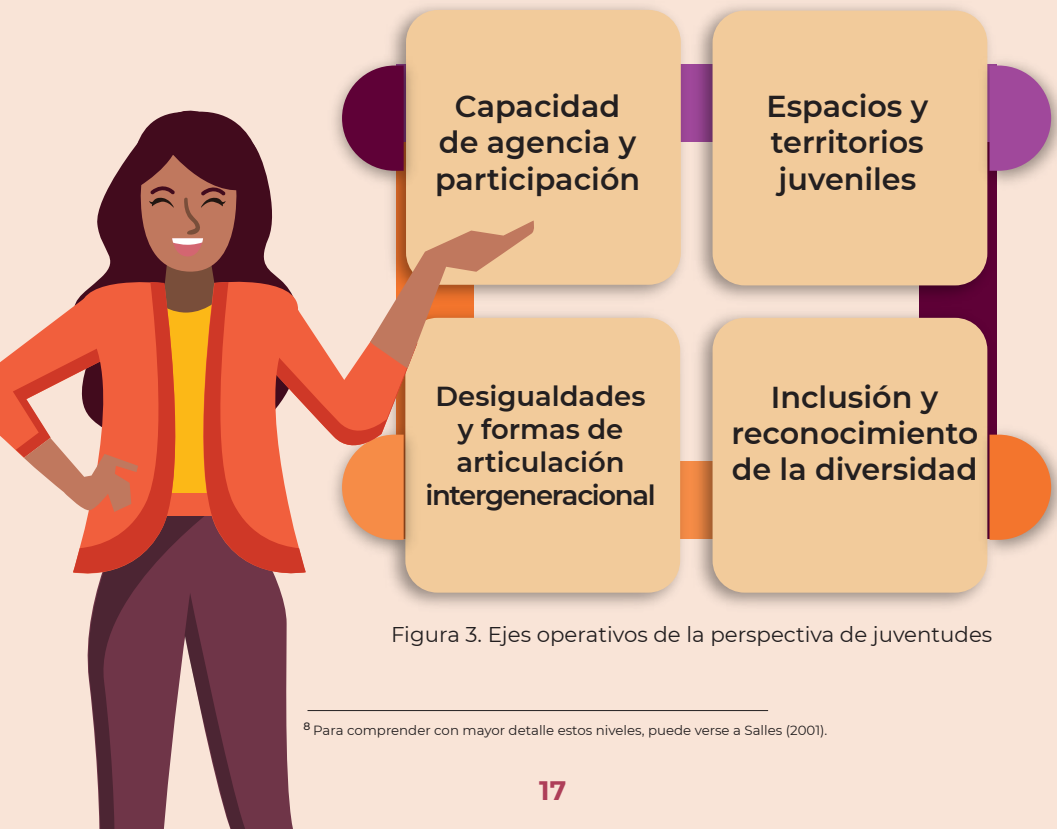 Capacidad
de agencia y
participación
Espacios y
territorios
juveniles
Desigualdades
y formas de
articulación
intergeneracional
Inclusión y
reconocimiento
de la diversidad
Figura 3. Ejes operativos de la perspectiva de juventudes
⁸ Para comprender con mayor detalle estos niveles, puede verse a Salles (2001).
17